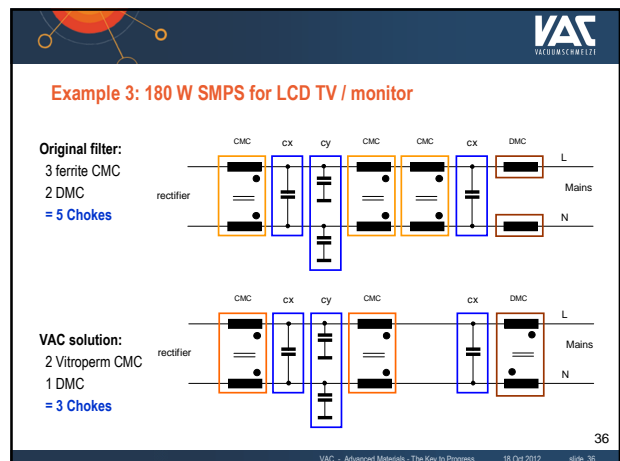 VAC
VACUUMSCHMELZE
Example 3: 180 W SMPS for LCD TV / monitor
Original filter:
3 ferrite CMC
2 DMC
= 5 Chokes
rectifier
CMC cx cy CMC CMC cx DMC
L
Mains
N
VAC solution:
2 Vitroperm CMC
1 DMC
= 3 Chokes
rectifier
CMC cx cy CMC cx DMC
L
Mains
N
36
VAC - Advanced Materials - The Key to Progress 18 Oct 2012 slide 36